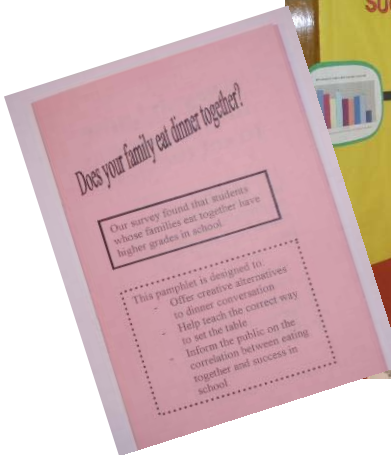 Does your family eat dinner together?
Our survey found that students
whose families eat together have
higher grades in school.
This pamphlet is designed to
- Offer creative alternatives
to dinner conversation
- Help teach the correct way
to set the table
- Inform the public on the
correlation between eating
together and success in
school